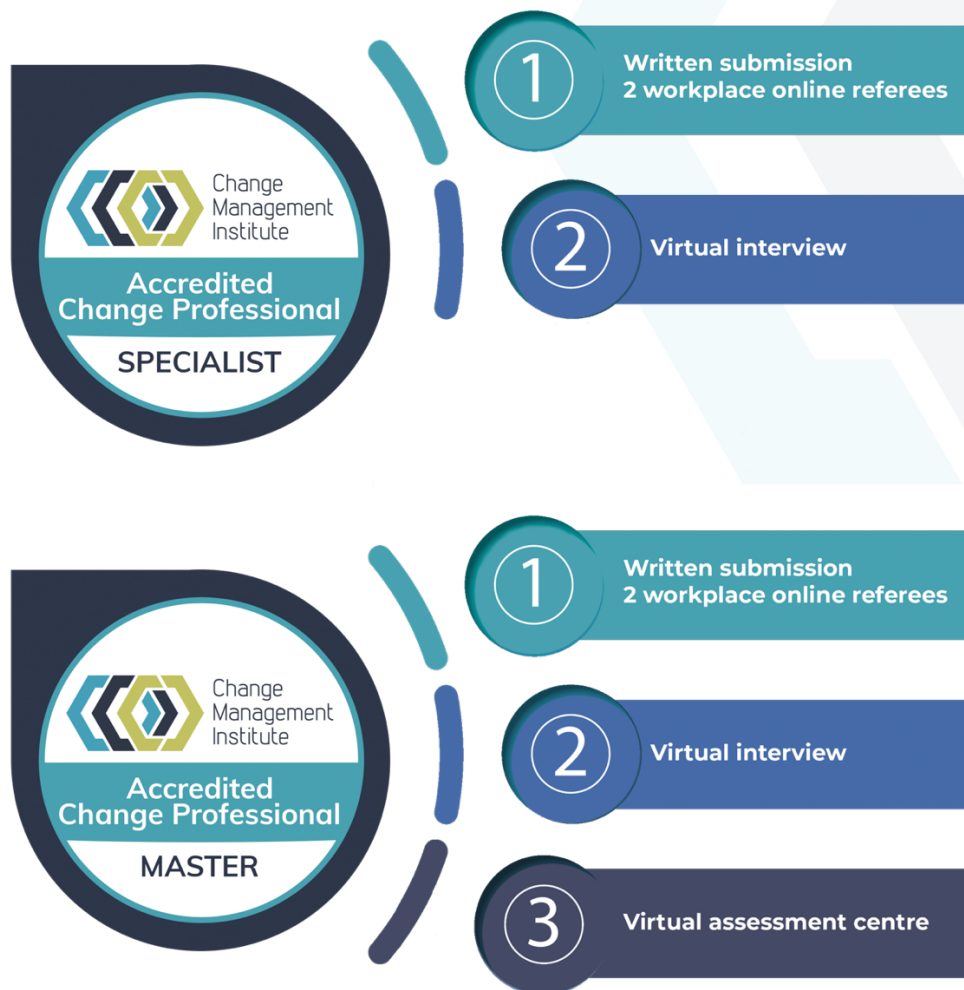 Change
Management
Institute
Accredited
Change Professional
SPECIALIST
1
Written submission
2 workplace online referees
2
Virtual interview
Change
Management
Institute
Accredited
Change Professional
MASTER
1
Written submission
2 workplace online referees
2
Virtual interview
3
Virtual assessment centre